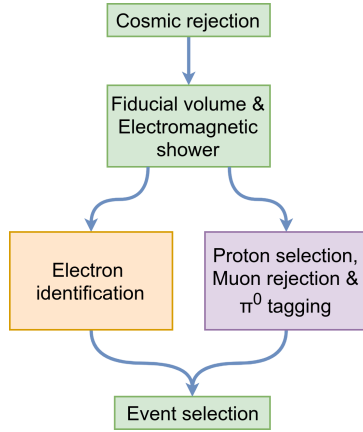 Cosmic rejection
Fiducial volume &
Electromagnetic
shower
Electron
identification
Proton selection,
Muon rejection &
π⁰ tagging
Event selection